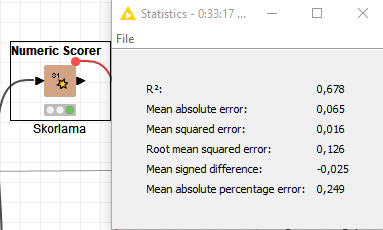 Statistics - 0:33:17 ...
File
Numeric Scorer
31
Skorlama
R²: 0,678
Mean absolute error: 0,065
Mean squared error: 0,016
Root mean squared error: 0,126
Mean signed difference: -0,025
Mean absolute percentage error: 0,249